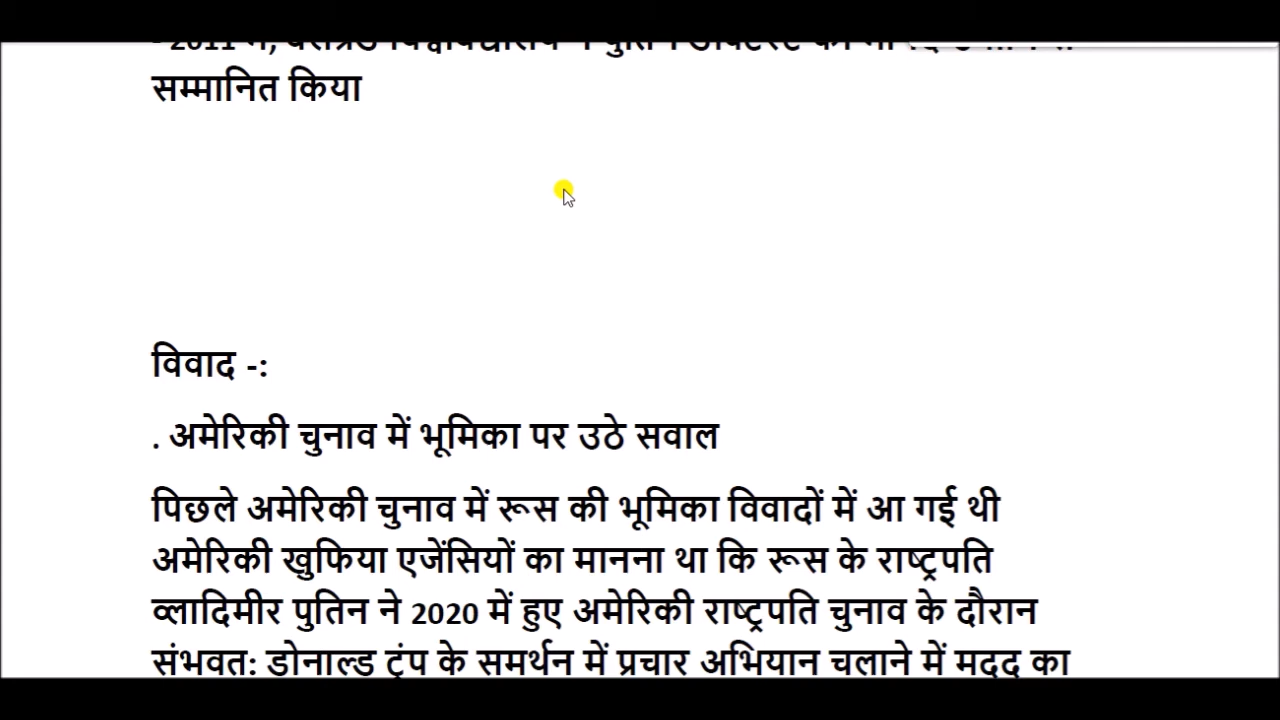 - 2011 में,
सम्मानित किया
विवाद -:
. अमेरिकी चुनाव में भूमिका पर उठे सवाल
पिछले अमेरिकी चुनाव में रूस की भूमिका विवादों में आ गई थी
अमेरिकी खुफिया एजेंसियों का मानना था कि रूस के राष्ट्रपति
व्लादिमीर पुतिन ने 2020 में हुए अमेरिकी राष्ट्रपति चुनाव के दौरान
संभवत: डोनाल्ड ट्रंप के समर्थन में प्रचार अभियान चलाने में मदद का